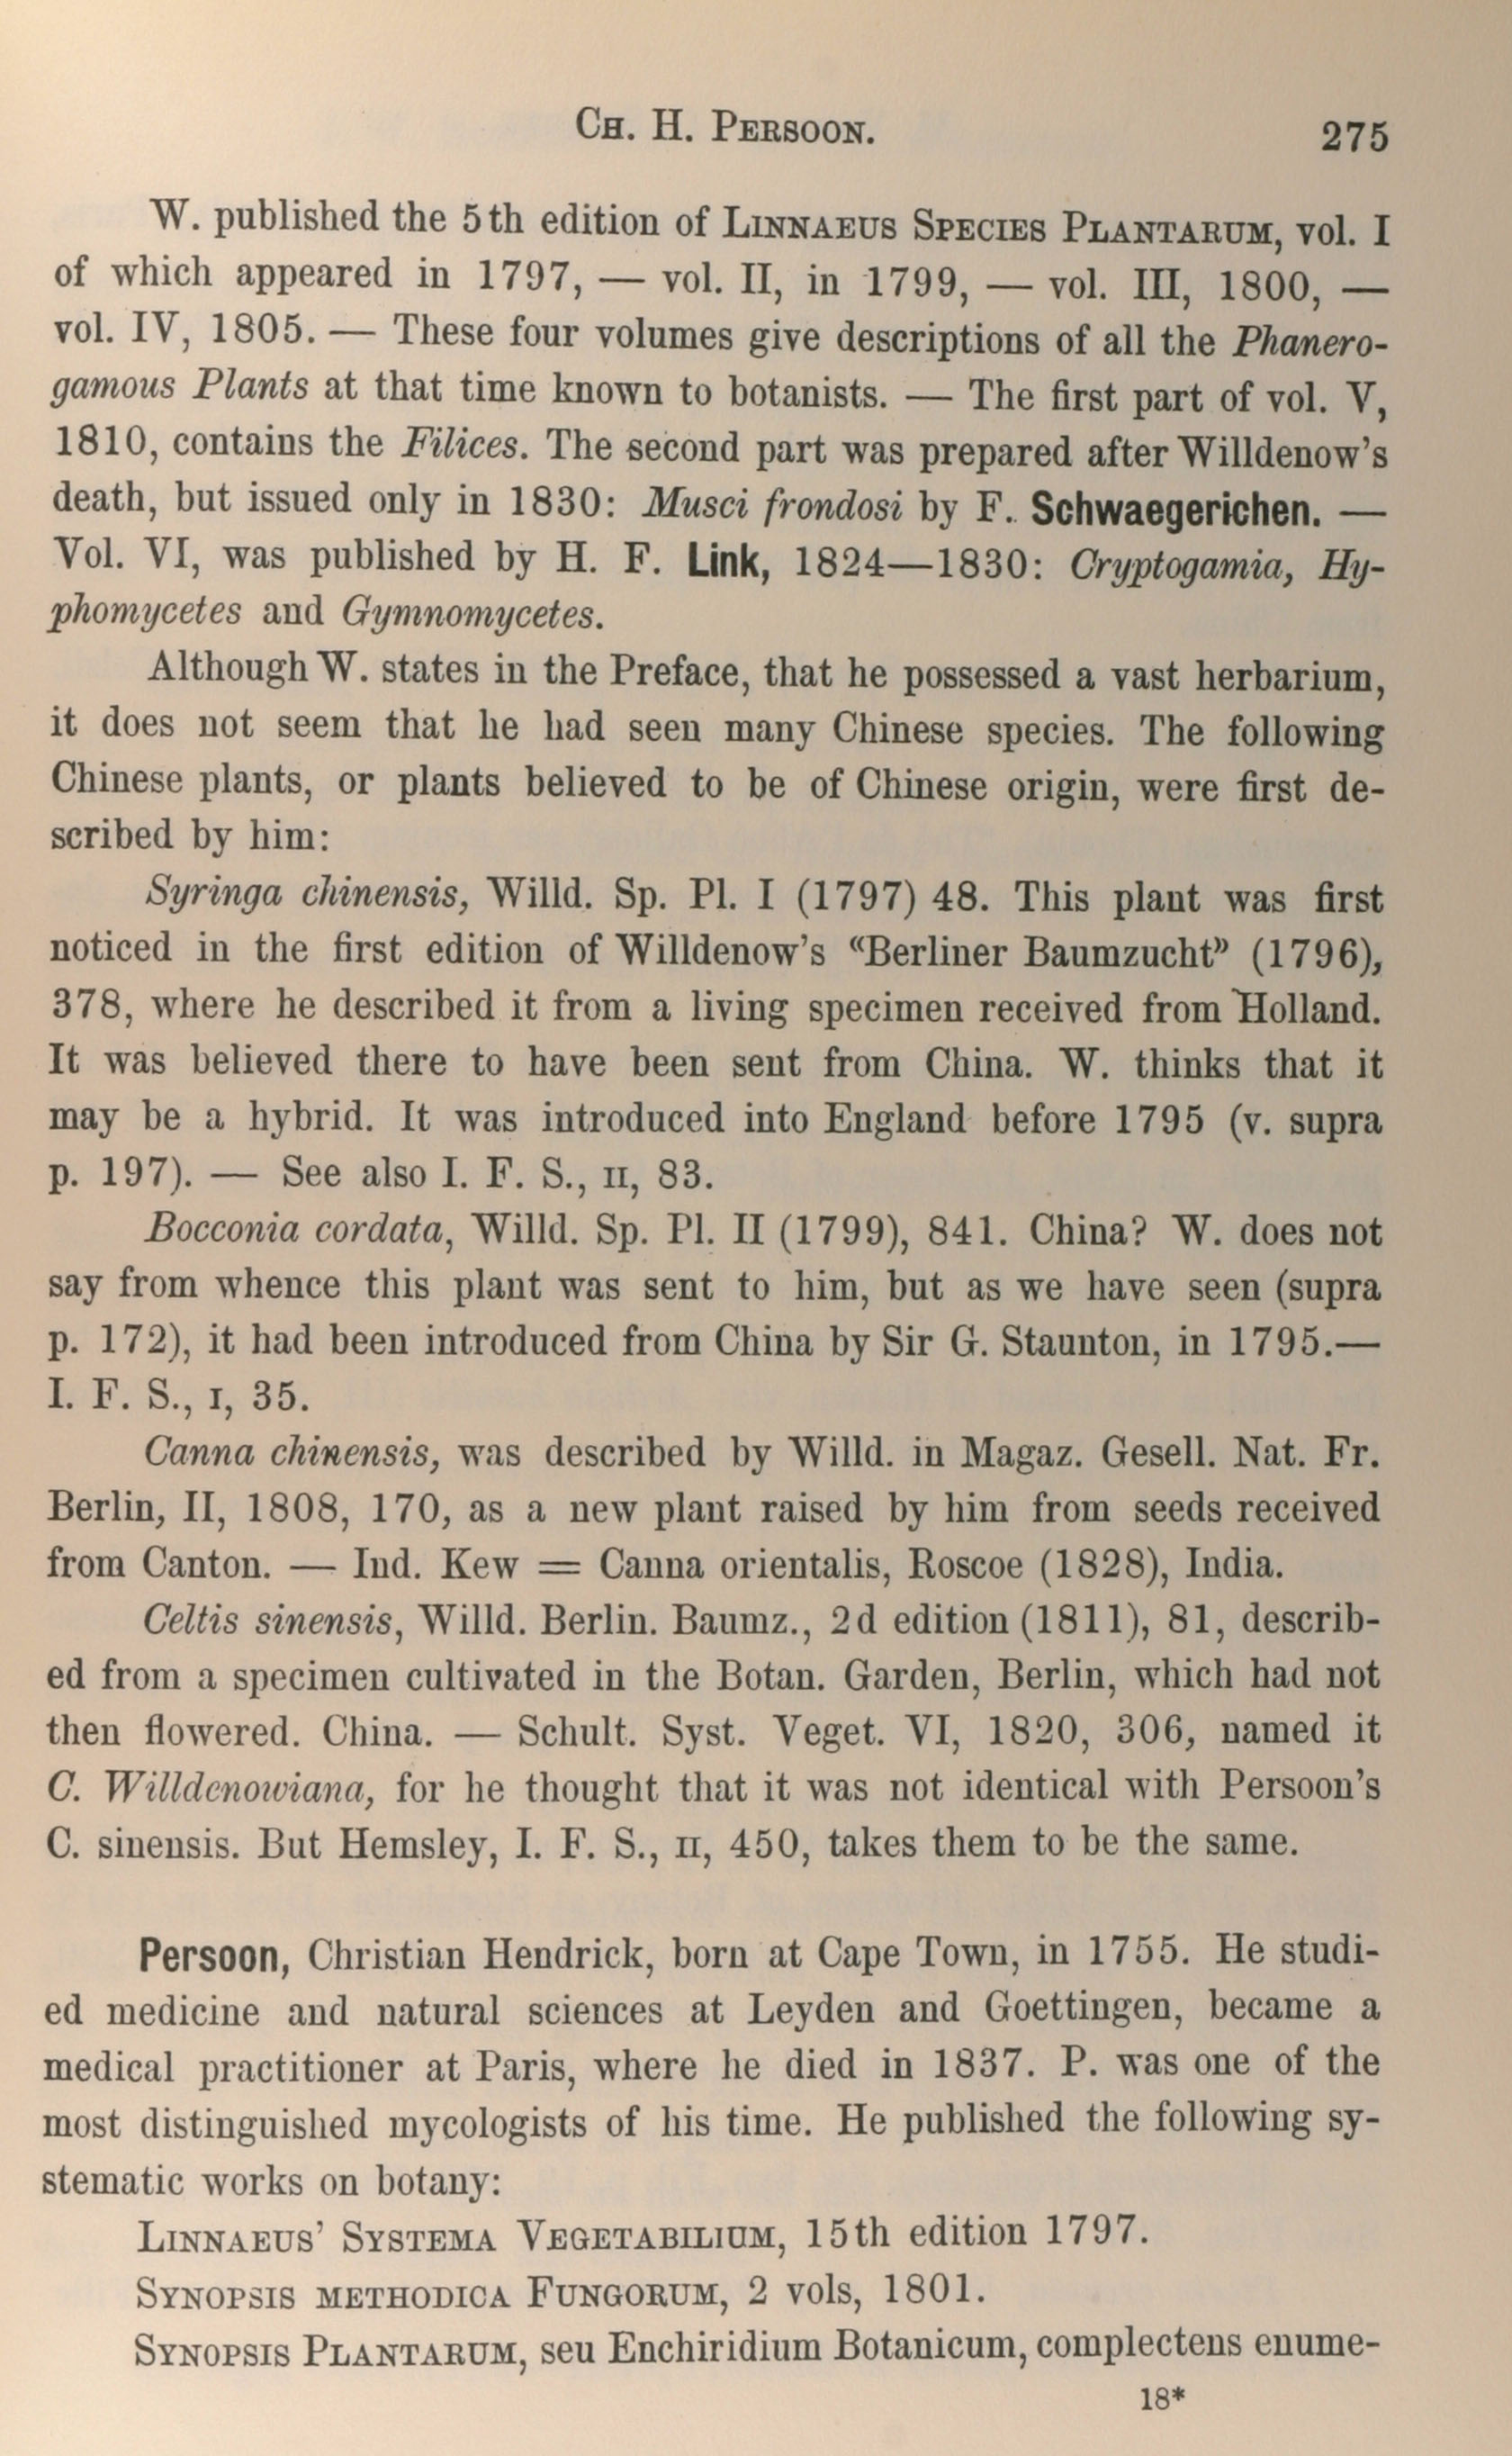 CH. H. PERSOON.
275
W. published the 5th edition of LINNAEUS SPECIES PLANTARUM, vol. I
of which appeared in 1797, — vol. II, in 1799, — vol. III, 1800, —
vol. IV, 1805. — These four volumes give descriptions of all the Phanero-
gamous Plants at that time known to botanists. — The first part of vol. V,
1810, contains the Filices. The second part was prepared after Willdenow's
death, but issued only in 1830: Musci frondosi by F. Schwaegerichen. —
Vol. VI, was published by H. F. Link, 1824—1830: Cryptogamia, Hy-
phomycetes and Gymnomycetes.
Although W. states in the Preface, that he possessed a vast herbarium,
it does not seem that he had seen many Chinese species. The following
Chinese plants, or plants believed to be of Chinese origin, were first de-
scribed by him:
Syringa chinensis, Willd. Sp. Pl. I (1797) 48. This plant was first
noticed in the first edition of Willdenow's “Berliner Baumzucht” (1796),
378, where he described it from a living specimen received from Holland.
It was believed there to have been sent from China. W. thinks that it
may be a hybrid. It was introduced into England before 1795 (v. supra
p. 197). — See also I. F. S., II, 83.
Bocconia cordata, Willd. Sp. Pl. II (1799), 841. China? W. does not
say from whence this plant was sent to him, but as we have seen (supra
p. 172), it had been introduced from China by Sir G. Staunton, in 1795.—
I. F. S., I, 35.
Canna chinensis, was described by Willd. in Magaz. Gesell. Nat. Fr.
Berlin, II, 1808, 170, as a new plant raised by him from seeds received
from Canton. — Ind. Kew = Canna orientalis, Roscoe (1828), India.
Celtis sinensis, Willd. Berlin. Baumz., 2d edition (1811), 81, describ-
ed from a specimen cultivated in the Botan. Garden, Berlin, which had not
then flowered. China. — Schult. Syst. Veget. VI, 1820, 306, named it
C. Willdenowiana, for he thought that it was not identical with Persoon's
C. sinensis. But Hemsley, I. F. S., II, 450, takes them to be the same.
Persoon, Christian Hendrick, born at Cape Town, in 1755. He studi-
ed medicine and natural sciences at Leyden and Goettingen, became a
medical practitioner at Paris, where he died in 1837. P. was one of the
most distinguished mycologists of his time. He published the following sy-
stematic works on botany:
LINNAEUS' SYSTEMA VEGETABILIUM, 15th edition 1797.
SYNOPSIS METHODICA FUNGORUM, 2 vols, 1801.
SYNOPSIS PLANTARUM, seu Enchiridium Botanicum, complectens enume-
18*